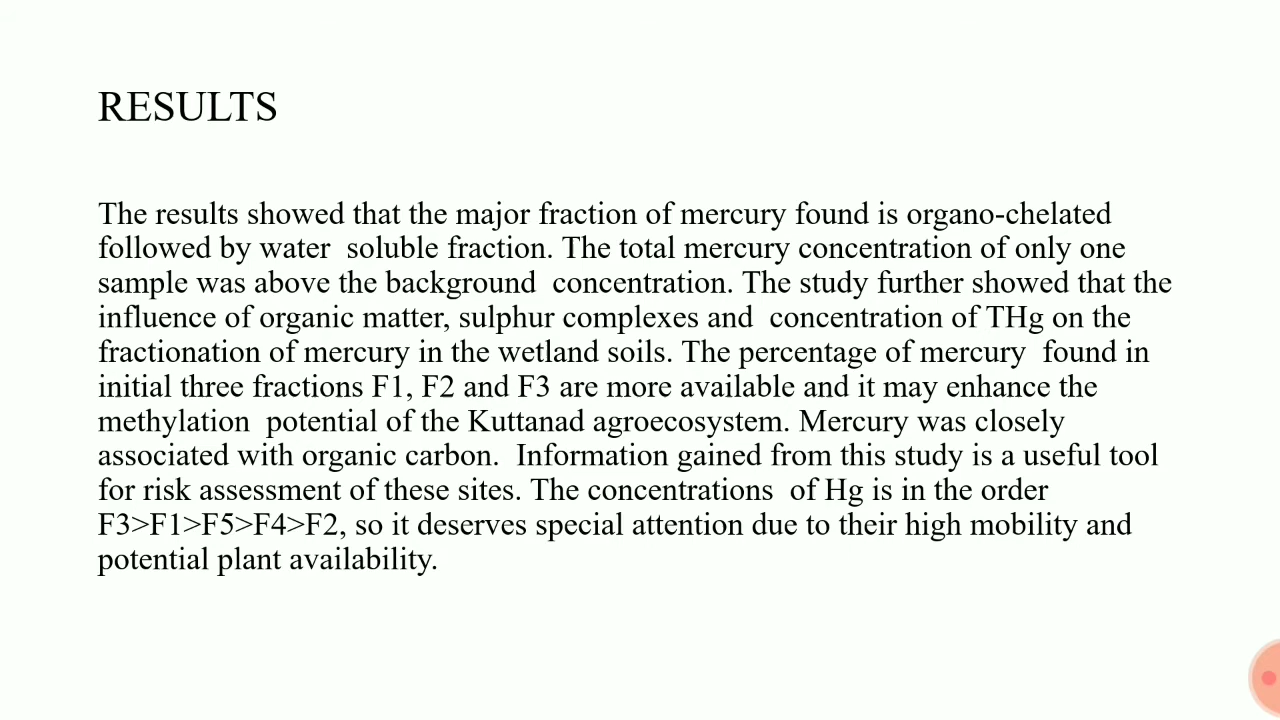 RESULTS
The results showed that the major fraction of mercury found is organo-chelated
followed by water  soluble fraction. The total mercury concentration of only one
sample was above the background  concentration. The study further showed that the
influence of organic matter, sulphur complexes and  concentration of THg on the
fractionation of mercury in the wetland soils. The percentage of mercury  found in
initial three fractions F1, F2 and F3 are more available and it may enhance the
methylation  potential of the Kuttanad agroecosystem. Mercury was closely
associated with organic carbon.  Information gained from this study is a useful tool
for risk assessment of these sites. The concentrations  of Hg is in the order
F3>F1>F5>F4>F2, so it deserves special attention due to their high mobility and
potential plant availability.